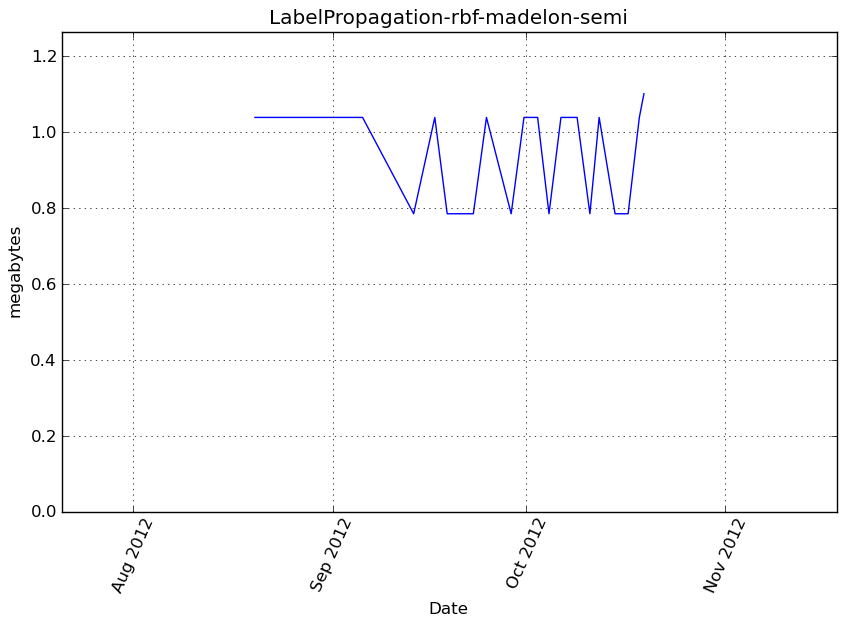 LabelPropagation-rbf-madelon-semi
1.2
1.0
0.8
0.6
0.4
0.2
0.0
megabytes
Aug 2012
Sep 2012
Oct 2012
Nov 2012
Date